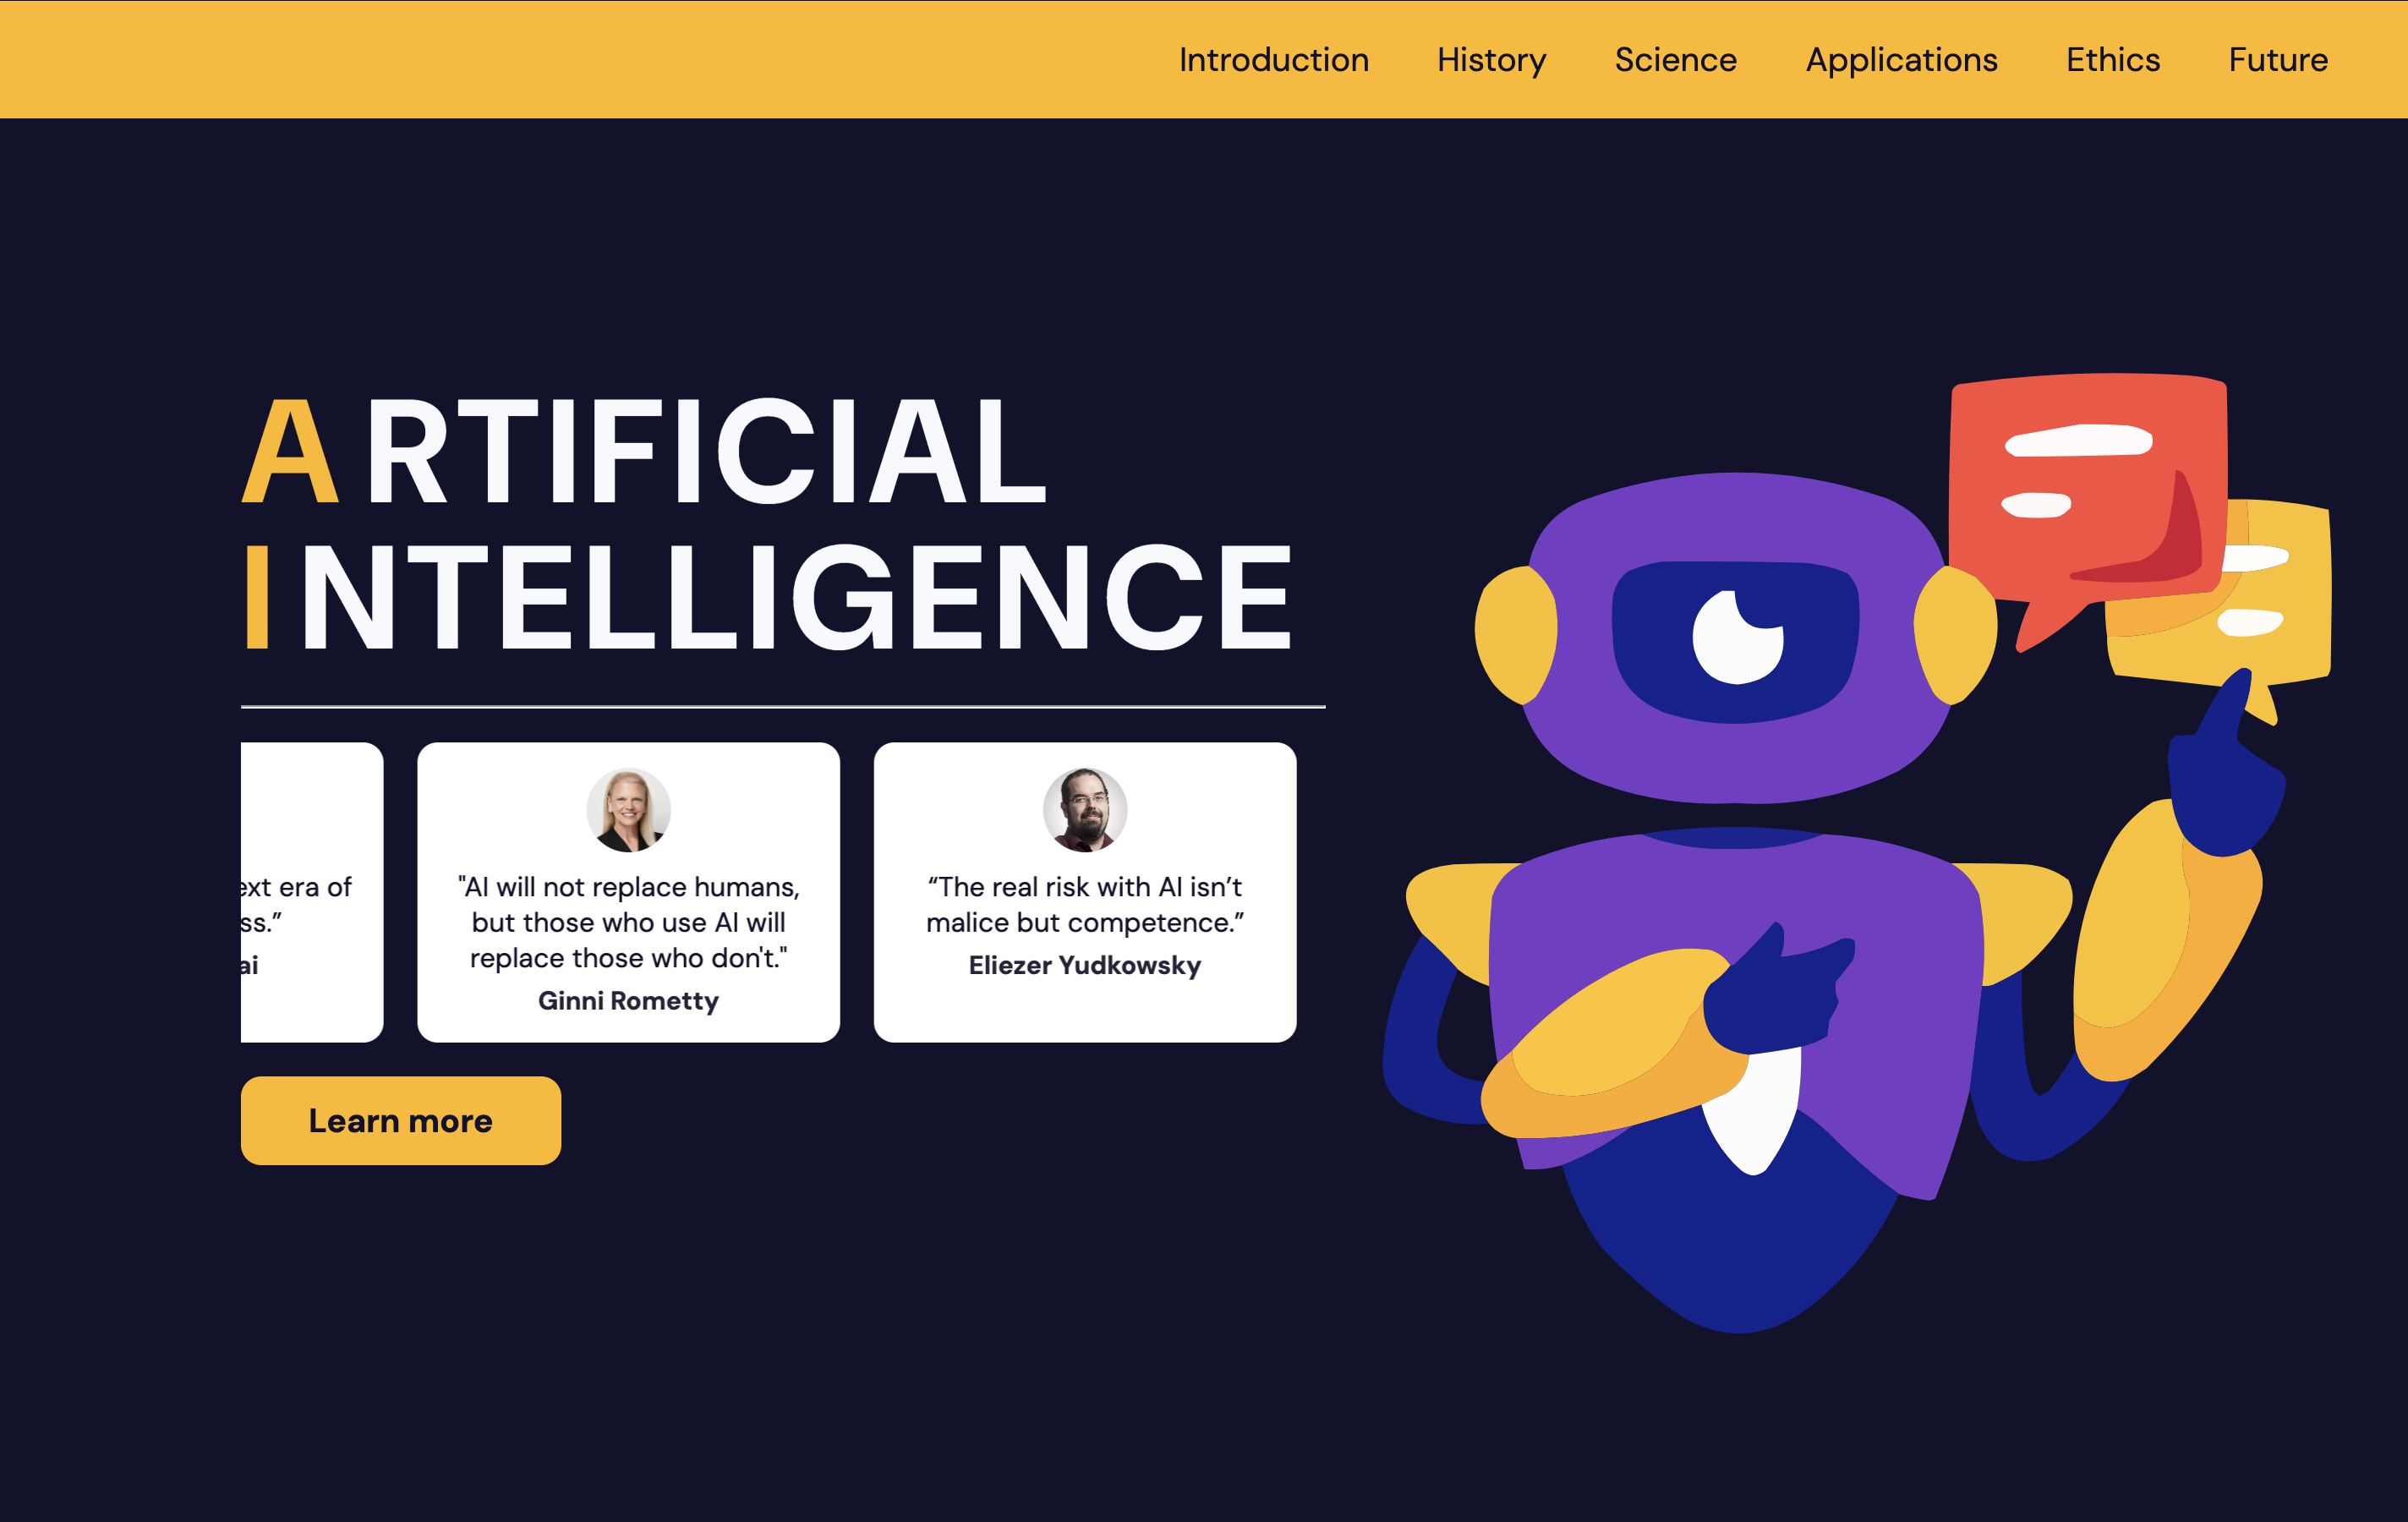 Introduction History Science Applications Ethics Future
ARTIFICIAL
INTELLIGENCE
ext era of
ss.”
ai
"AI will not replace humans,
but those who use AI will
replace those who don't."
Ginni Rometty
“The real risk with AI isn’t
malice but competence.”
Eliezer Yudkowsky
Learn more